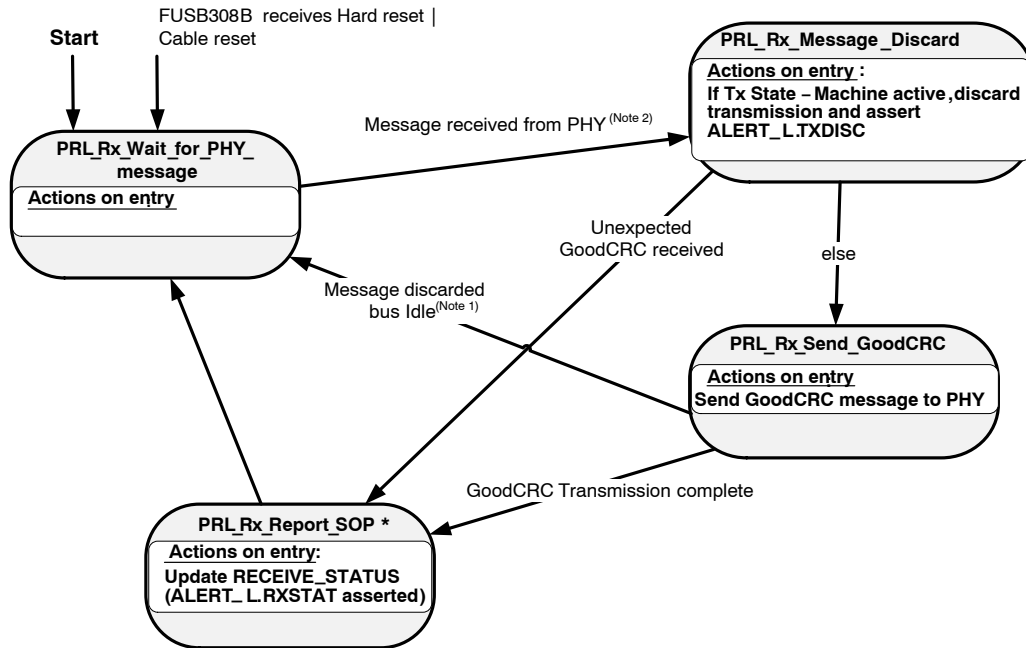 Start
FUSB308B receives Hard reset |
Cable reset
PRL_Rx_Wait_for_PHY_
message
Actions on entry
Message received from PHY(Note 2)
PRL_Rx_Message_Discard
Actions on entry :
If Tx State – Machine active, discard
transmission and assert
ALERT_L.TXDISC
Unexpected
GoodCRC received
else
Message discarded
bus Idle(Note 1)
PRL_Rx_Send_GoodCRC
Actions on entry
Send GoodCRC message to PHY
GoodCRC Transmission complete
PRL_Rx_Report_SOP *
Actions on entry:
Update RECEIVE_STATUS
(ALERT_L.RXSTAT asserted)